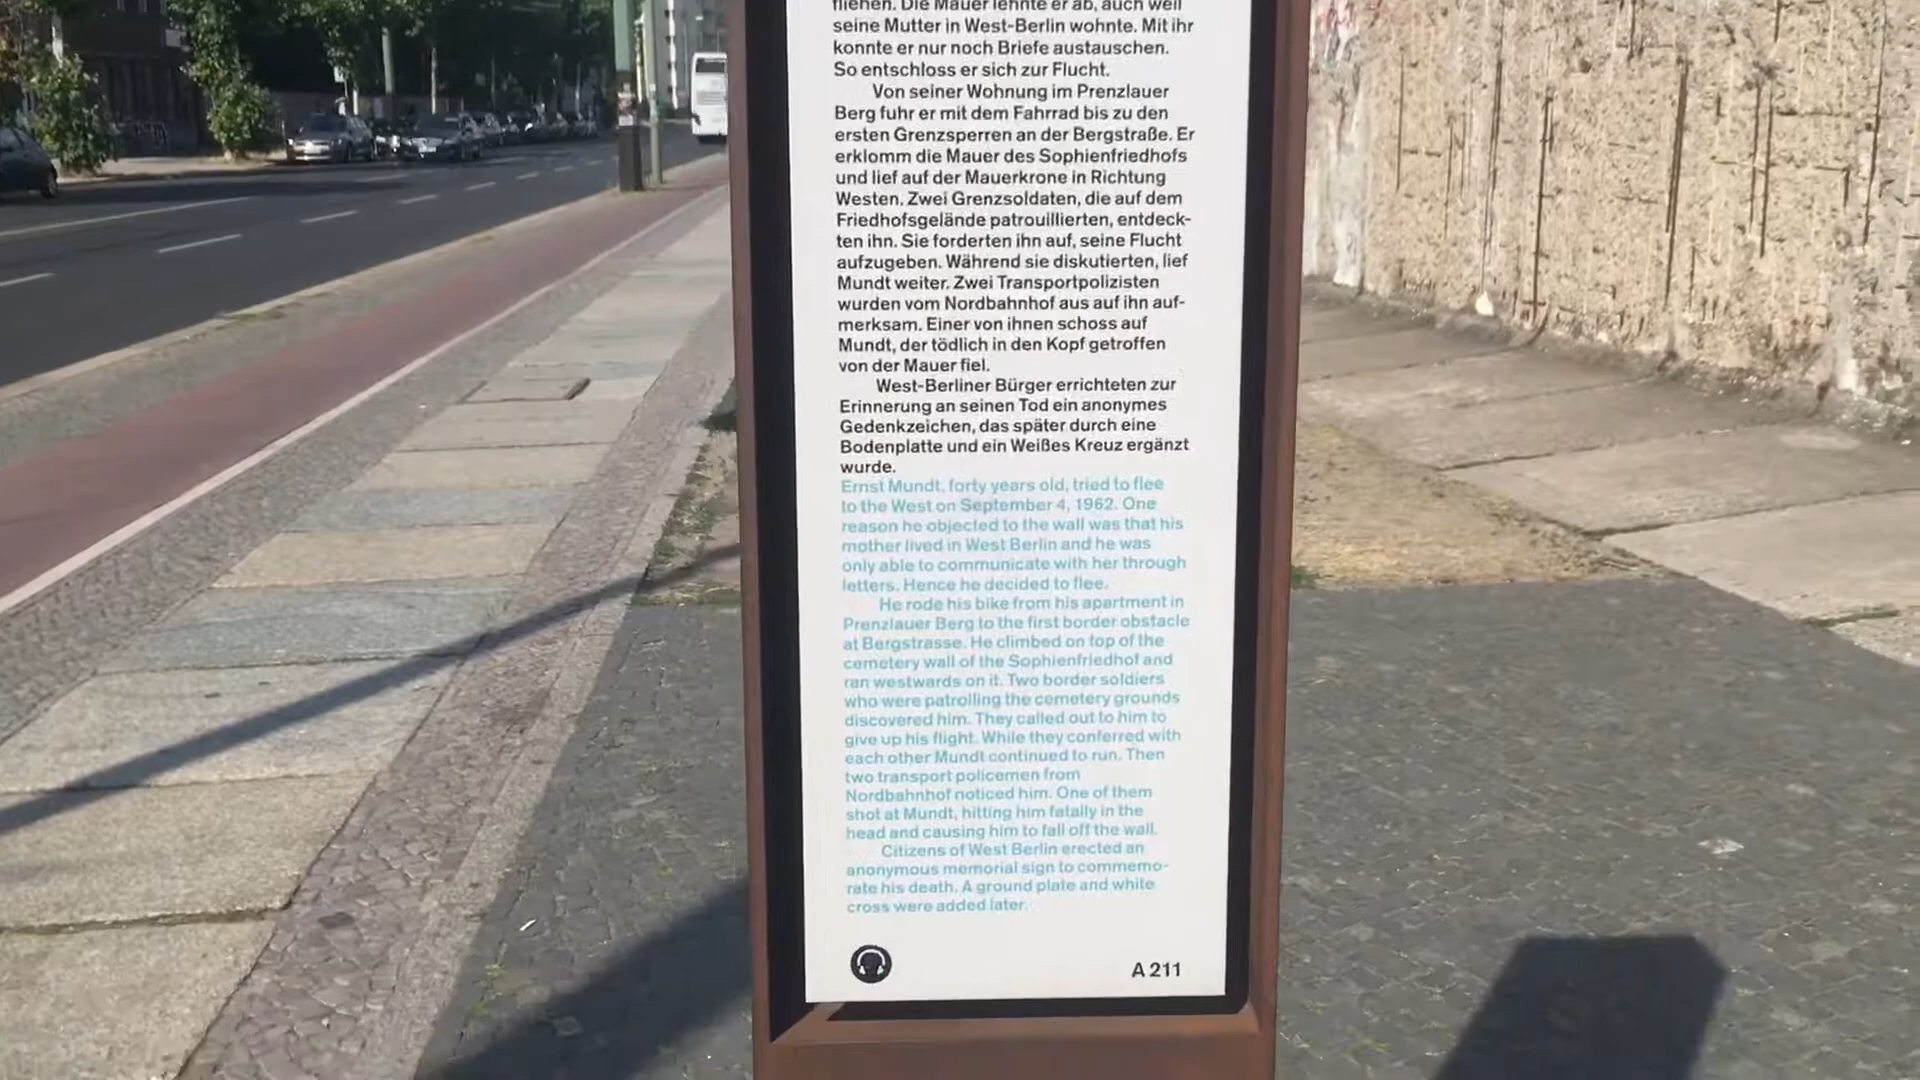 fliehen. Die Mauer lehnte er ab, auch weil
seine Mutter in West-Berlin wohnte. Mit ihr
konnte er nur noch Briefe austauschen.
So entschloss er sich zur Flucht.
Von seiner Wohnung im Prenzlauer
Berg fuhr er mit dem Fahrrad bis zu den
ersten Grenzsperren an der Bergstraße. Er
erklomm die Mauer des Sophienfriedhofs
und lief auf der Mauerkrone in Richtung
Westen. Zwei Grenzsoldaten, die auf dem
Friedhofsgelände patrouillierten, entdeck-
ten ihn. Sie forderten ihn auf, seine Flucht
aufzugeben. Während sie diskutierten, lief
Mundt weiter. Zwei Transportpolizisten
wurden vom Nordbahnhof aus auf ihn auf-
merksam. Einer von ihnen schoss auf
Mundt, der tödlich in den Kopf getroffen
von der Mauer fiel.
West-Berliner Bürger errichteten zur
Erinnerung an seinen Tod ein anonymes
Gedenkzeichen, das später durch eine
Bodenplatte und ein Weißes Kreuz ergänzt
wurde.
Ernst Mundt, forty years old, tried to flee
to the West on September 4, 1962. One
reason he objected to the wall was that his
mother lived in West Berlin and he was
only able to communicate with her through
letters. Hence he decided to flee.
He rode his bike from his apartment in
Prenzlauer Berg to the first border obstacle
at Bergstrasse. He climbed on top of the
cemetery wall of the Sophienfriedhof and
ran westwards on it. Two border soldiers
who were patrolling the cemetery grounds
discovered him. They called out to him to
give up his flight. While they conferred with
each other Mundt continued to run. Then
two transport policemen from
Nordbahnhof noticed him. One of them
shot at Mundt, hitting him fatally in the
head and causing him to fall off the wall.
Citizens of West Berlin erected an
anonymous memorial sign to commemo-
rate his death. A ground plate and white
cross were added later.
A 211